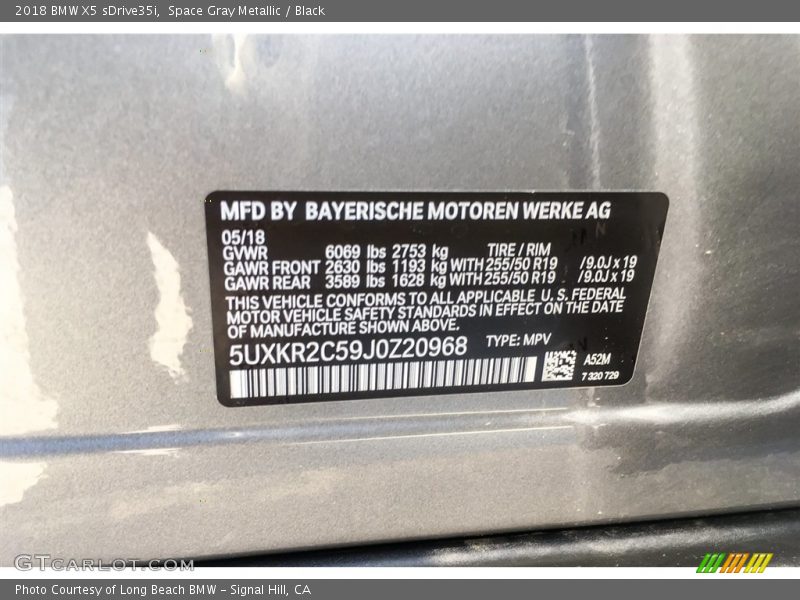 2018 BMW X5 sDrive35i, Space Gray Metallic / Black
MFD BY BAYERISCHE MOTOREN WERKE AG
05/18
GVWR 6069 lbs 2753 kg TIRE / RIM
GAWR FRONT 2630 lbs 1193 kg WITH 255/50 R19 /9.0J x 19
GAWR REAR 3589 lbs 1628 kg WITH 255/50 R19 /9.0J x 19
THIS VEHICLE CONFORMS TO ALL APPLICABLE U. S. FEDERAL
MOTOR VEHICLE SAFETY STANDARDS IN EFFECT ON THE DATE
OF MANUFACTURE SHOWN ABOVE.
5UXKR2C59J0Z20968 TYPE: MPV
A52M
7 320 729
GTCARLOT.COM
Photo Courtesy of Long Beach BMW - Signal Hill, CA